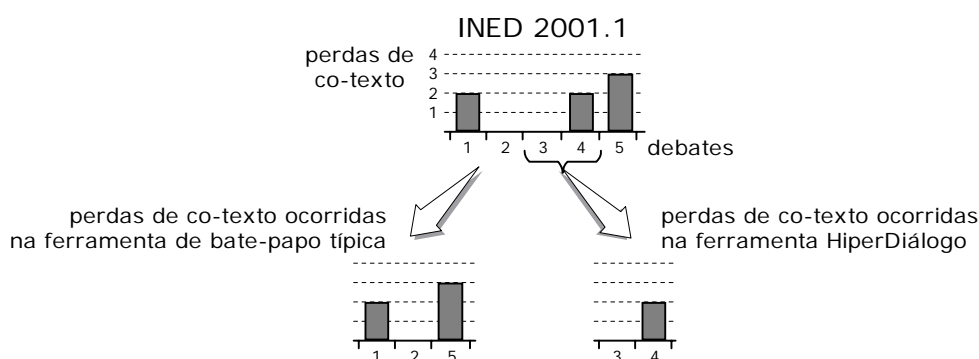 INED 2001.1
perdas de
co-texto
4
3
2
1
1 2 3 4 5 debates
perdas de co-texto ocorridas
na ferramenta de bate-papo típica
perdas de co-texto ocorridas
na ferramenta HiperDiálogo
1 2 5
3 4